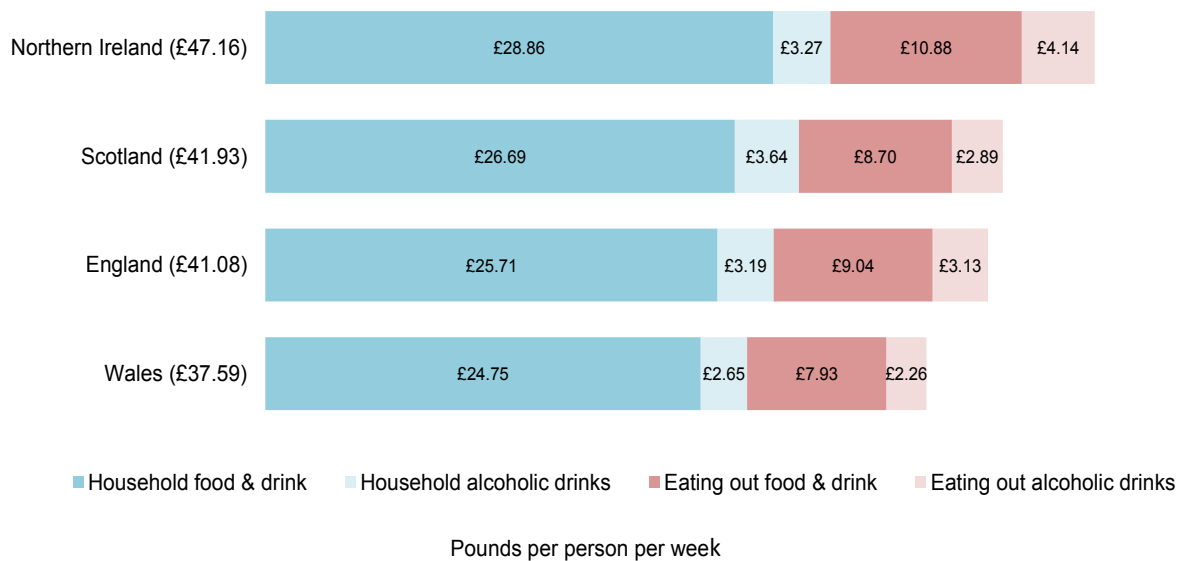 Northern Ireland (£47.16) £28.86 £3.27 £10.88 £4.14
Scotland (£41.93) £26.69 £3.64 £8.70 £2.89
England (£41.08) £25.71 £3.19 £9.04 £3.13
Wales (£37.59) £24.75 £2.65 £7.93 £2.26
Household food & drink Household alcoholic drinks Eating out food & drink Eating out alcoholic drinks
Pounds per person per week